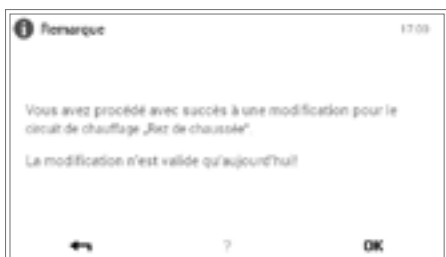 Remarque 17:00
Vous avez procédé avec succès à une modification pour le
circuit de chauffage „Rez de chaussée".
La modification n'est valide qu'aujourd'hui!
? OK